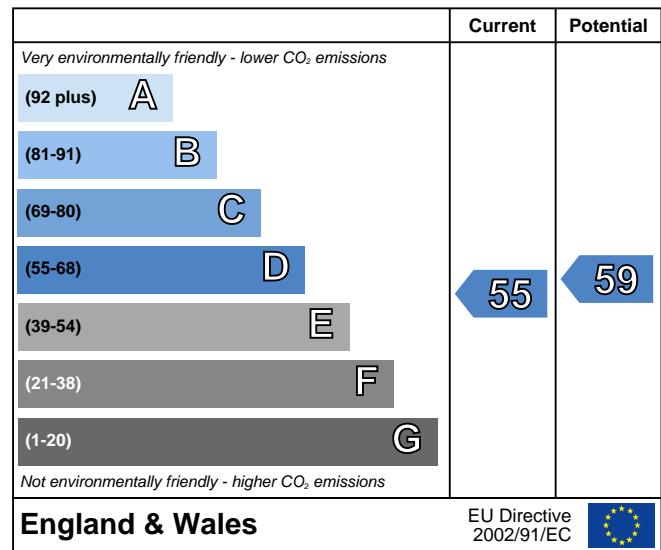 Current Potential
Very environmentally friendly - lower CO₂ emissions
(92 plus) A
(81-91) B
(69-80) C
(55-68) D
(39-54) E
(21-38) F
(1-20) G
55
59
Not environmentally friendly - higher CO₂ emissions
England & Wales
EU Directive
2002/91/EC